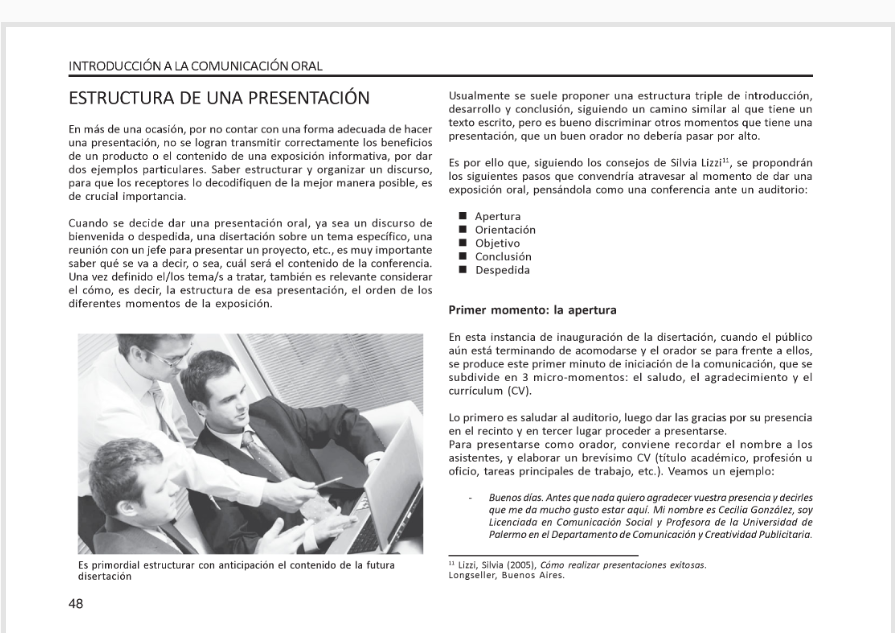 INTRODUCCIÓN A LA COMUNICACIÓN ORAL
ESTRUCTURA DE UNA PRESENTACIÓN
En más de una ocasión, por no contar con una forma adecuada de hacer
una presentación, no se logran transmitir correctamente los beneficios
de un producto o el contenido de una exposición informativa, por dar
dos ejemplos particulares. Saber estructurar y organizar un discurso,
para que los receptores lo decodifiquen de la mejor manera posible, es
de crucial importancia.
Cuando se decide dar una presentación oral, ya sea un discurso de
bienvenida o despedida, una disertación sobre un tema específico, una
reunión con un jefe para presentar un proyecto, etc., es muy importante
saber qué se va a decir, o sea, cuál será el contenido de la conferencia.
Una vez definido el/los tema/s a tratar, también es relevante considerar
el cómo, es decir, la estructura de esa presentación, el orden de los
diferentes momentos de la exposición.
Es primordial estructurar con anticipación el contenido de la futura
disertación
48
Usualmente se suele proponer una estructura triple de introducción,
desarrollo y conclusión, siguiendo un camino similar al que tiene un
texto escrito, pero es bueno discriminar otros momentos que tiene una
presentación, que un buen orador no debería pasar por alto.
Es por ello que, siguiendo los consejos de Silvia Lizzi¹¹, se propondrán
los siguientes pasos que convendría atravesar al momento de dar una
exposición oral, pensándola como una conferencia ante un auditorio:
■ Apertura
■ Orientación
■ Objetivo
■ Conclusión
■ Despedida
Primer momento: la apertura
En esta instancia de inauguración de la disertación, cuando el público
aún está terminando de acomodarse y el orador se para frente a ellos,
se produce este primer minuto de iniciación de la comunicación, que se
subdivide en 3 micro-momentos: el saludo, el agradecimiento y el
currículum (CV).
Lo primero es saludar al auditorio, luego dar las gracias por su presencia
en el recinto y en tercer lugar proceder a presentarse.
Para presentarse como orador, conviene recordar el nombre a los
asistentes, y elaborar un brevísimo CV (título académico, profesión u
oficio, tareas principales de trabajo, etc.). Veamos un ejemplo:
- Buenos días. Antes que nada quiero agradecer vuestra presencia y decirles
que me da mucho gusto estar aquí. Mi nombre es Cecilia González, soy
Licenciada en Comunicación Social y Profesora de la Universidad de
Palermo en el Departamento de Comunicación y Creatividad Publicitaria.
¹¹ Lizzi, Silvia (2005), Cómo realizar presentaciones exitosas.
Longseller, Buenos Aires.